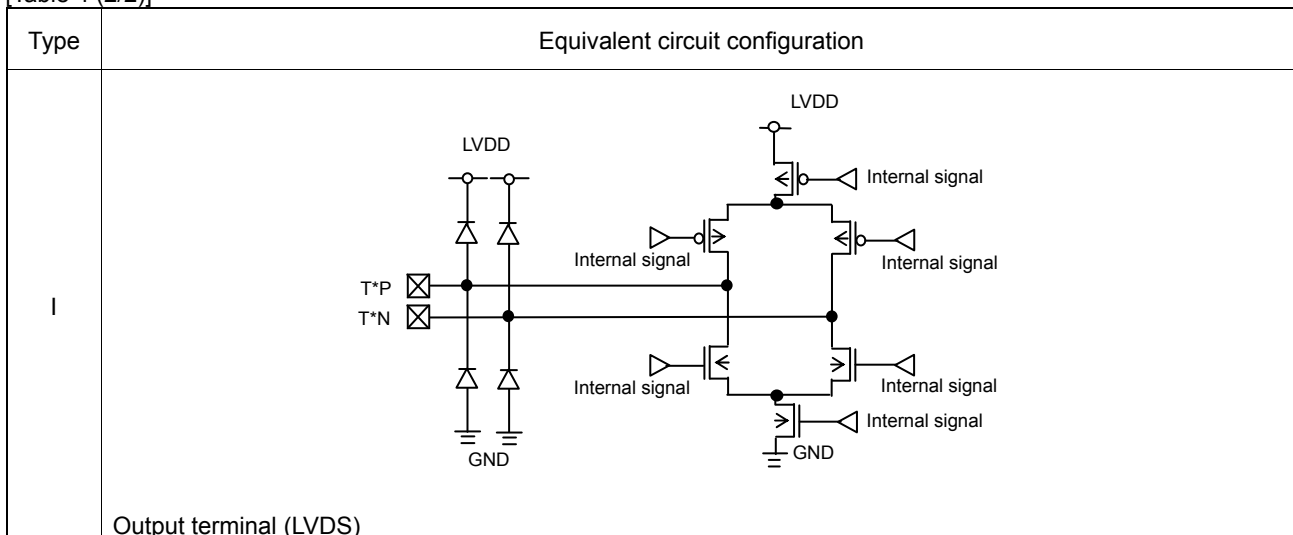 [Table 4 (2/2)]
Type
Equivalent circuit configuration
I
LVDD
LVDD
Internal signal
Internal signal
Internal signal
T*P
T*N
Internal signal
Internal signal
Internal signal
GND
GND
Output terminal (LVDS)